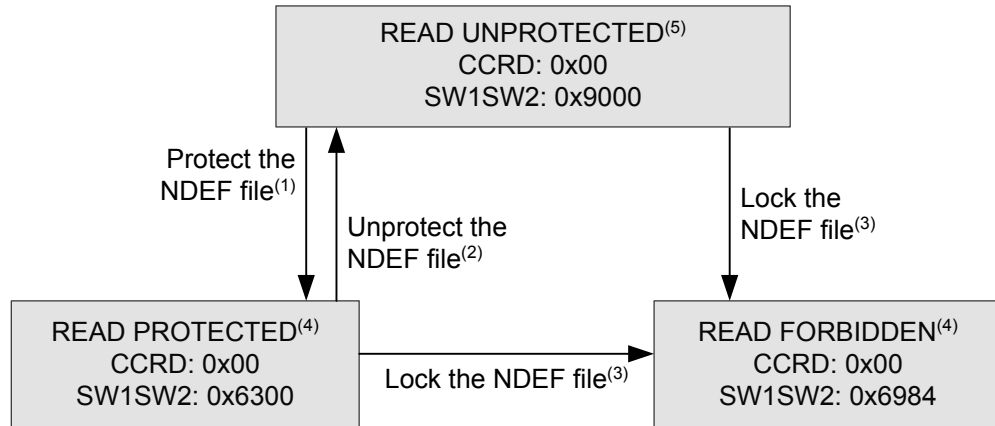 READ UNPROTECTED(5)
CCRD: 0x00
SW1SW2: 0x9000
Protect the
NDEF file(1)
Unprotect the
NDEF file(2)
Lock the
NDEF file(3)
READ PROTECTED(4)
CCRD: 0x00
SW1SW2: 0x6300
Lock the NDEF file(3)
READ FORBIDDEN(4)
CCRD: 0x00
SW1SW2: 0x6984